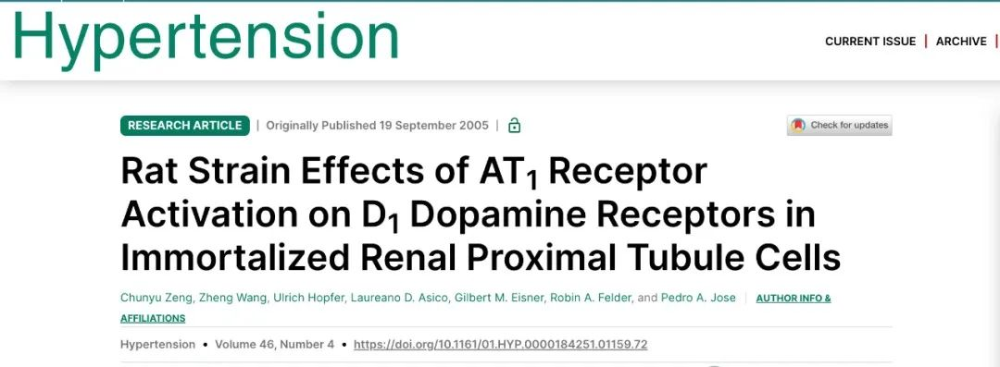 Hypertension
CURRENT ISSUE | ARCHIVE |
RESEARCH ARTICLE | Originally Published 19 September 2005 |
Check for updates
Rat Strain Effects of AT₁ Receptor
Activation on D₁ Dopamine Receptors in
Immortalized Renal Proximal Tubule Cells
Chunyu Zeng, Zheng Wang, Ulrich Hopfer, Laureano D. Asico, Gilbert M. Eisner, Robin A. Felder, and Pedro A. Jose | AUTHOR INFO &
AFFILIATIONS
Hypertension • Volume 46, Number 4 • https://doi.org/10.1161/01.HYP.0000184251.01159.72